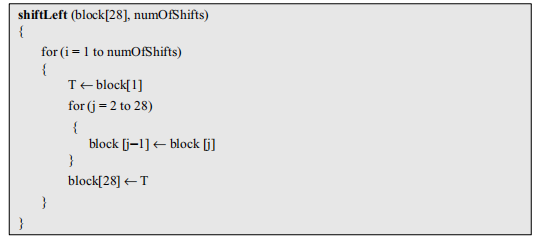 shiftLeft (block[28], numOfShifts)
{
for (i = 1 to numOfShifts)
{
T ← block[1]
for (j = 2 to 28)
{
block [j−1] ← block [j]
}
block[28] ← T
}
}